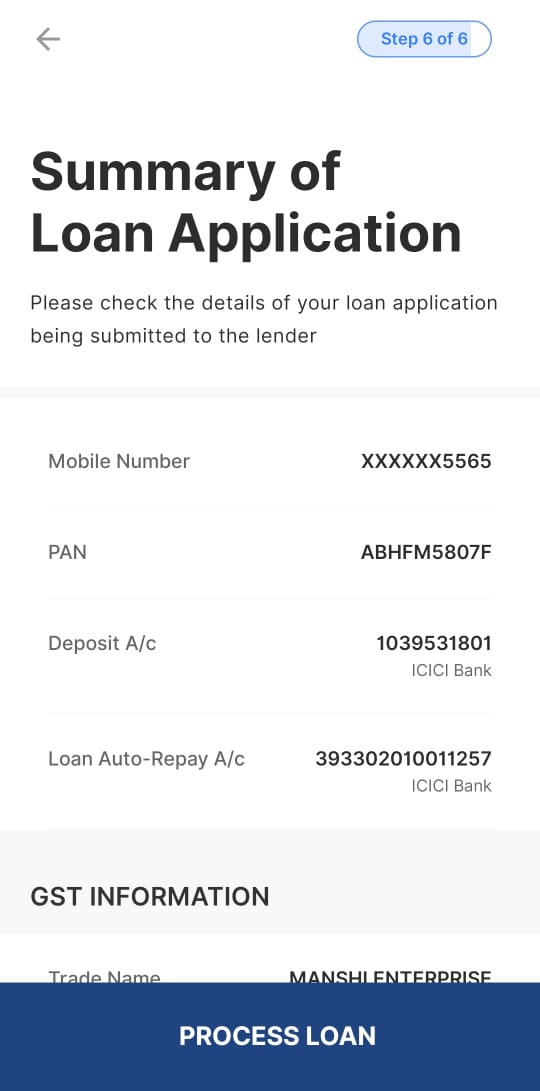 Step 6 of 6
Summary of
Loan Application
Please check the details of your loan application
being submitted to the lender
Mobile Number XXXXXX5565
PAN ABHFM5807F
Deposit A/c 1039531801
ICICI Bank
Loan Auto-Repay A/c 393302010011257
ICICI Bank
GST INFORMATION
Trade Name MANSHI ENTERPRISE
PROCESS LOAN